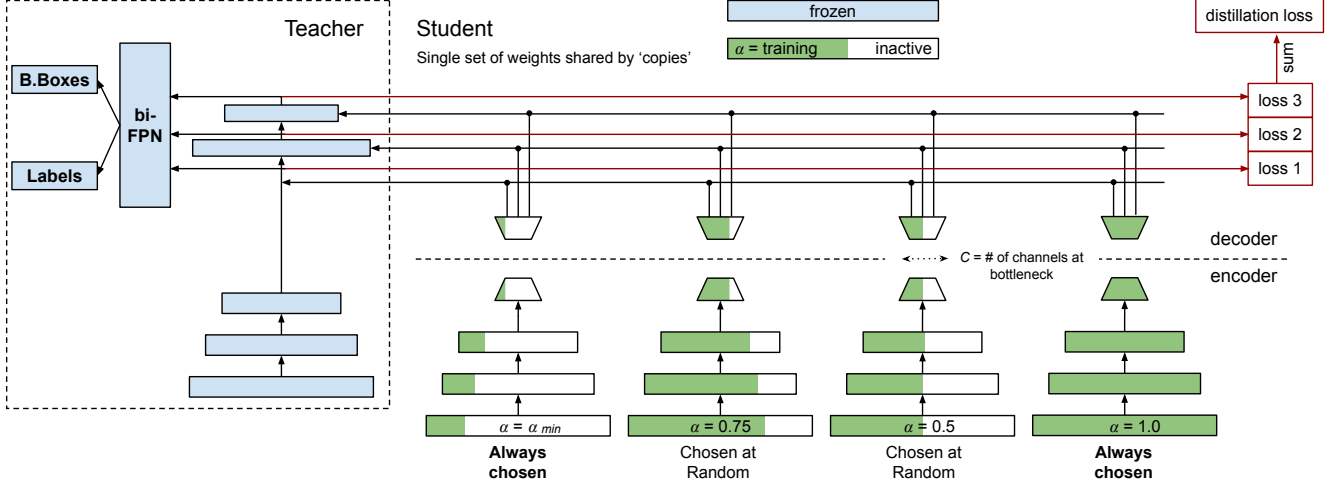 Teacher
Student
Single set of weights shared by ‘copies’
frozen
α = training
inactive
distillation loss
sum
B.Boxes
Labels
bi-
FPN
loss 3
loss 2
loss 1
decoder
encoder
C = # of channels at
bottleneck
α = α min
α = 0.75
α = 0.5
α = 1.0
Always
chosen
Chosen at
Random
Chosen at
Random
Always
chosen